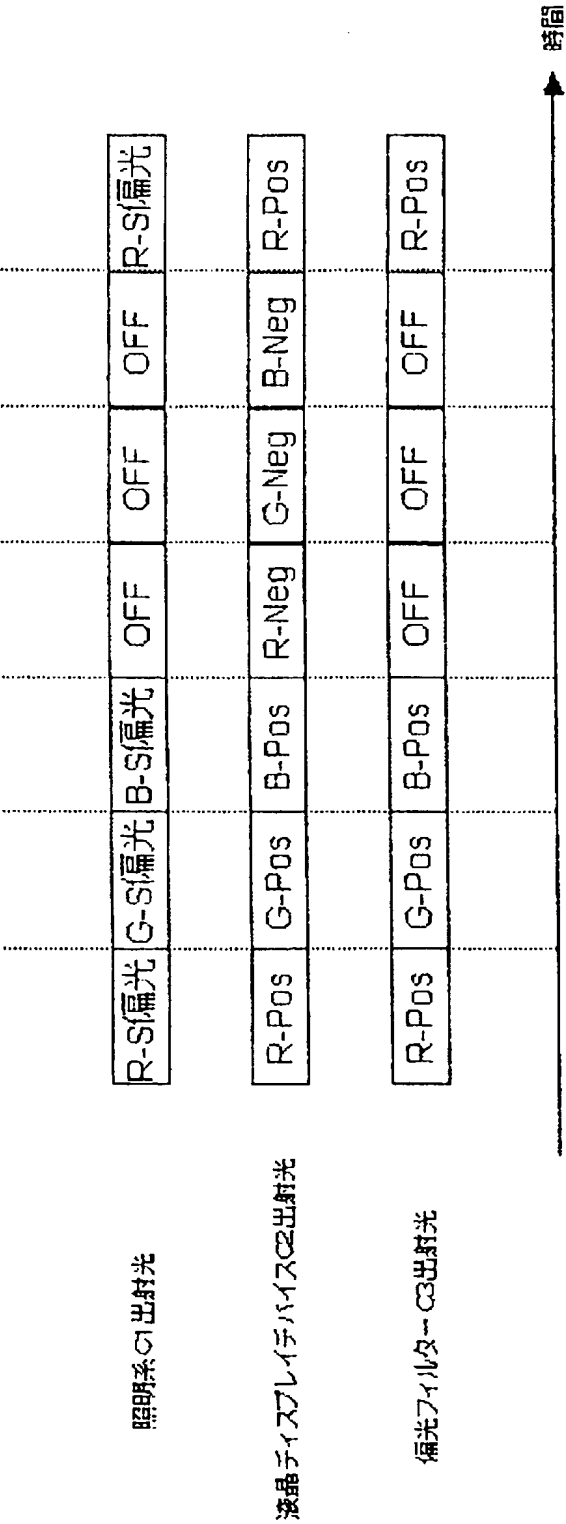 照明系C1出射光
R-S偏光 G-S偏光 B-S偏光 OFF OFF OFF R-S偏光
液晶ディスプレイデバイスC2出射光
R-Pos G-Pos B-Pos R-Neg G-Neg B-Neg R-Pos
偏光フィルターC3出射光
R-Pos G-Pos B-Pos OFF OFF OFF R-Pos
時間